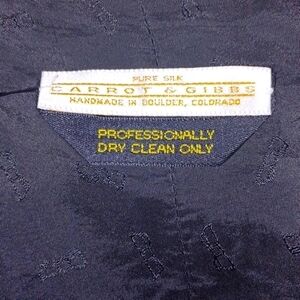 PURE SILK
CARROT & GIBBS
HANDMADE IN BOULDER, COLORADO
PROFESSIONALLY
DRY CLEAN ONLY